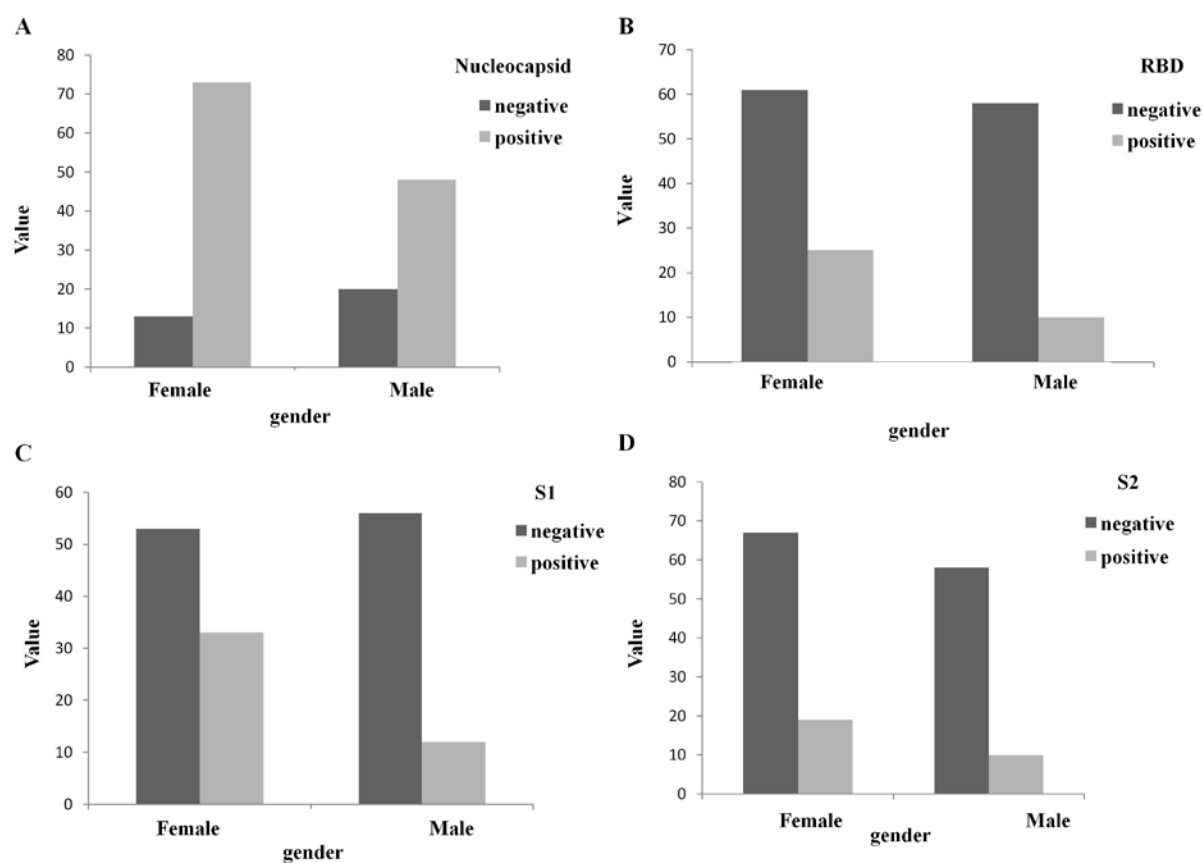 A
Nucleocapsid
negative
positive
Value
80
70
60
50
40
30
20
10
0
Female Male
gender
B
RBD
negative
positive
Value
70
60
50
40
30
20
10
0
Female Male
gender
C
S1
negative
positive
Value
60
50
40
30
20
10
0
Female Male
gender
D
S2
negative
positive
Value
80
70
60
50
40
30
20
10
0
Female Male
gender